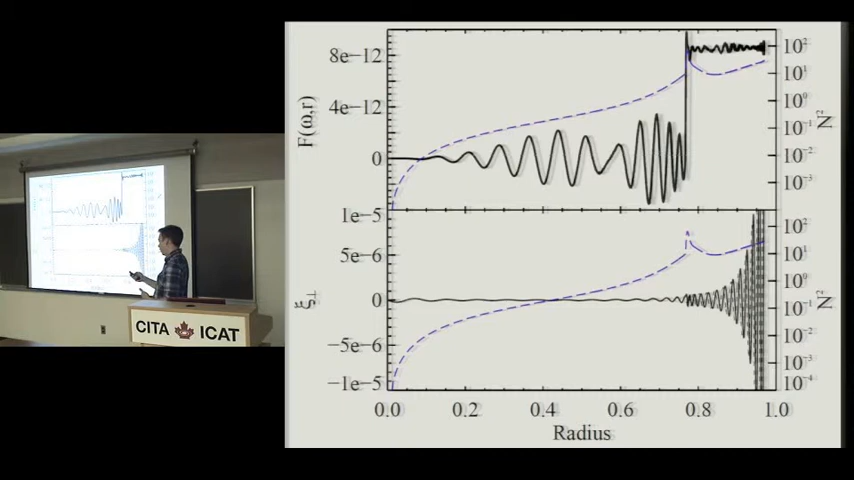 CITA ICAT
F(ω,r)
8e−12
4e−12
0
10²
10¹
10⁰
10⁻¹
10⁻²
10⁻³
N²
ξ⊥
1e−5
5e−6
0
−5e−6
−1e−5
10²
10¹
10⁰
10⁻¹
10⁻²
10⁻³
10⁻⁴
N²
0.0 0.2 0.4 0.6 0.8 1.0
Radius